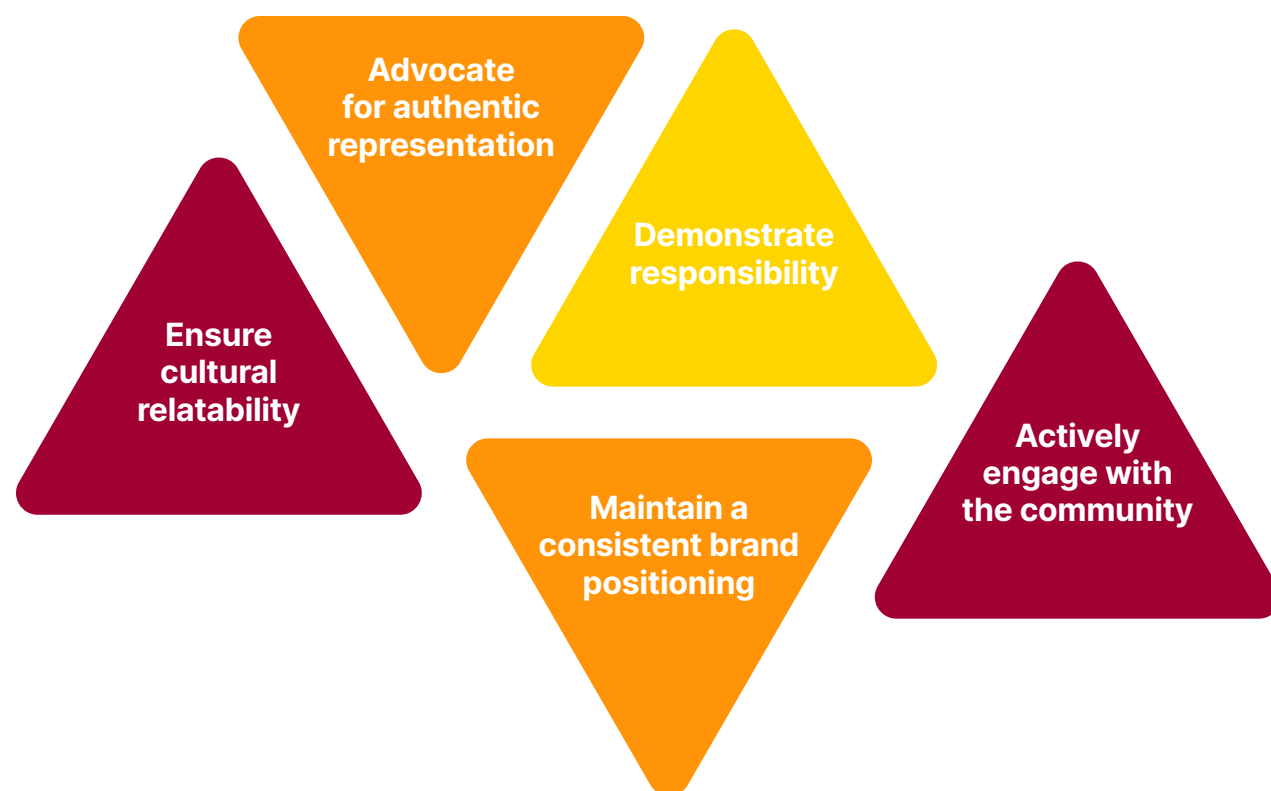 Advocate
for authentic
representation
Demonstrate
responsibility
Ensure
cultural
relatability
Actively
engage with
the community
Maintain a
consistent brand
positioning